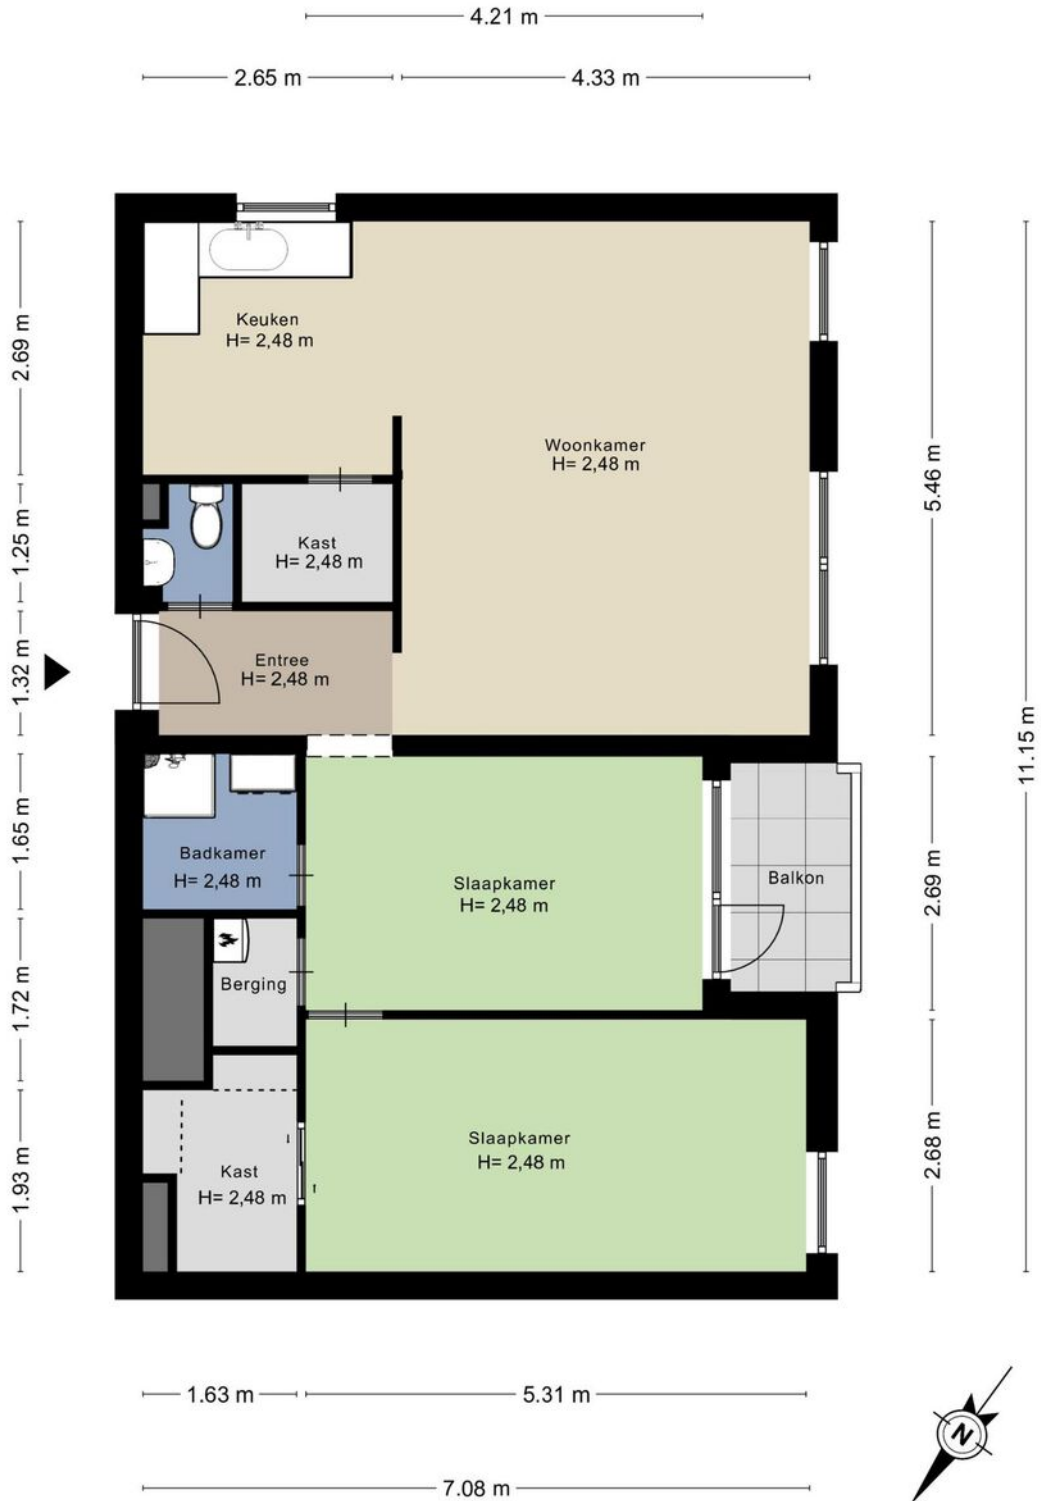 4.21 m
2.65 m
4.33 m
Keuken
H= 2,48 m
2.69 m
Woonkamer
H= 2,48 m
5.46 m
Kast
H= 2,48 m
1.25 m
Entree
H= 2,48 m
1.32 m
11.15 m
Badkamer
H= 2,48 m
1.65 m
Slaapkamer
H= 2,48 m
Balkon
2.69 m
Berging
1.72 m
Slaapkamer
H= 2,48 m
2.68 m
Kast
H= 2,48 m
1.93 m
1.63 m
5.31 m
N
7.08 m